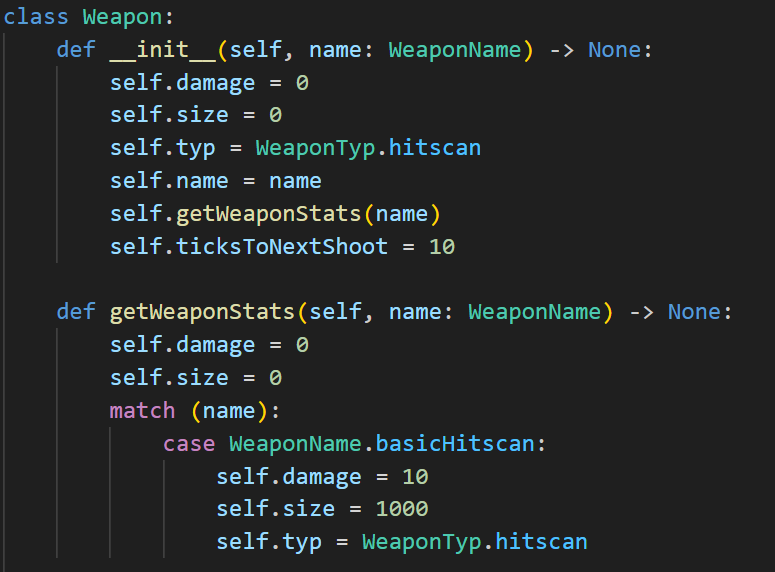 class Weapon:
    def __init__(self, name: WeaponName) -> None:
        self.damage = 0
        self.size = 0
        self.typ = WeaponTyp.hitscan
        self.name = name
        self.getWeaponStats(name)
        self.ticksToNextShoot = 10

    def getWeaponStats(self, name: WeaponName) -> None:
        self.damage = 0
        self.size = 0
        match (name):
            case WeaponName.basicHitscan:
                self.damage = 10
                self.size = 1000
                self.typ = WeaponTyp.hitscan